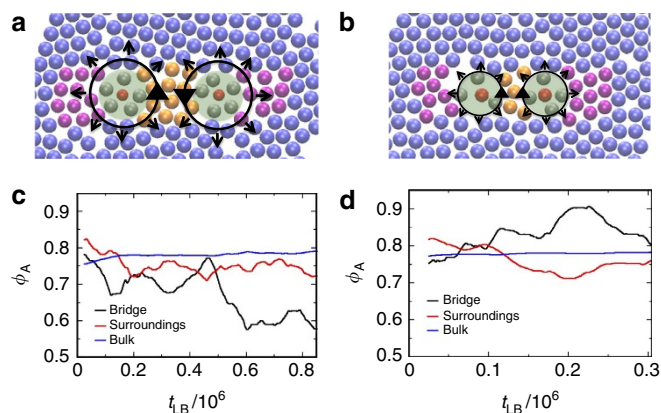 a
b
c
0.9
0.8
0.7
0.6
0.5
ϕA
Bridge
Surroundings
Bulk
0 0.2 0.4 0.6 0.8
tLB/10^6
d
0.9
0.8
0.7
0.6
0.5
ϕA
Bridge
Surroundings
Bulk
0 0.1 0.2 0.3
tLB/10^6